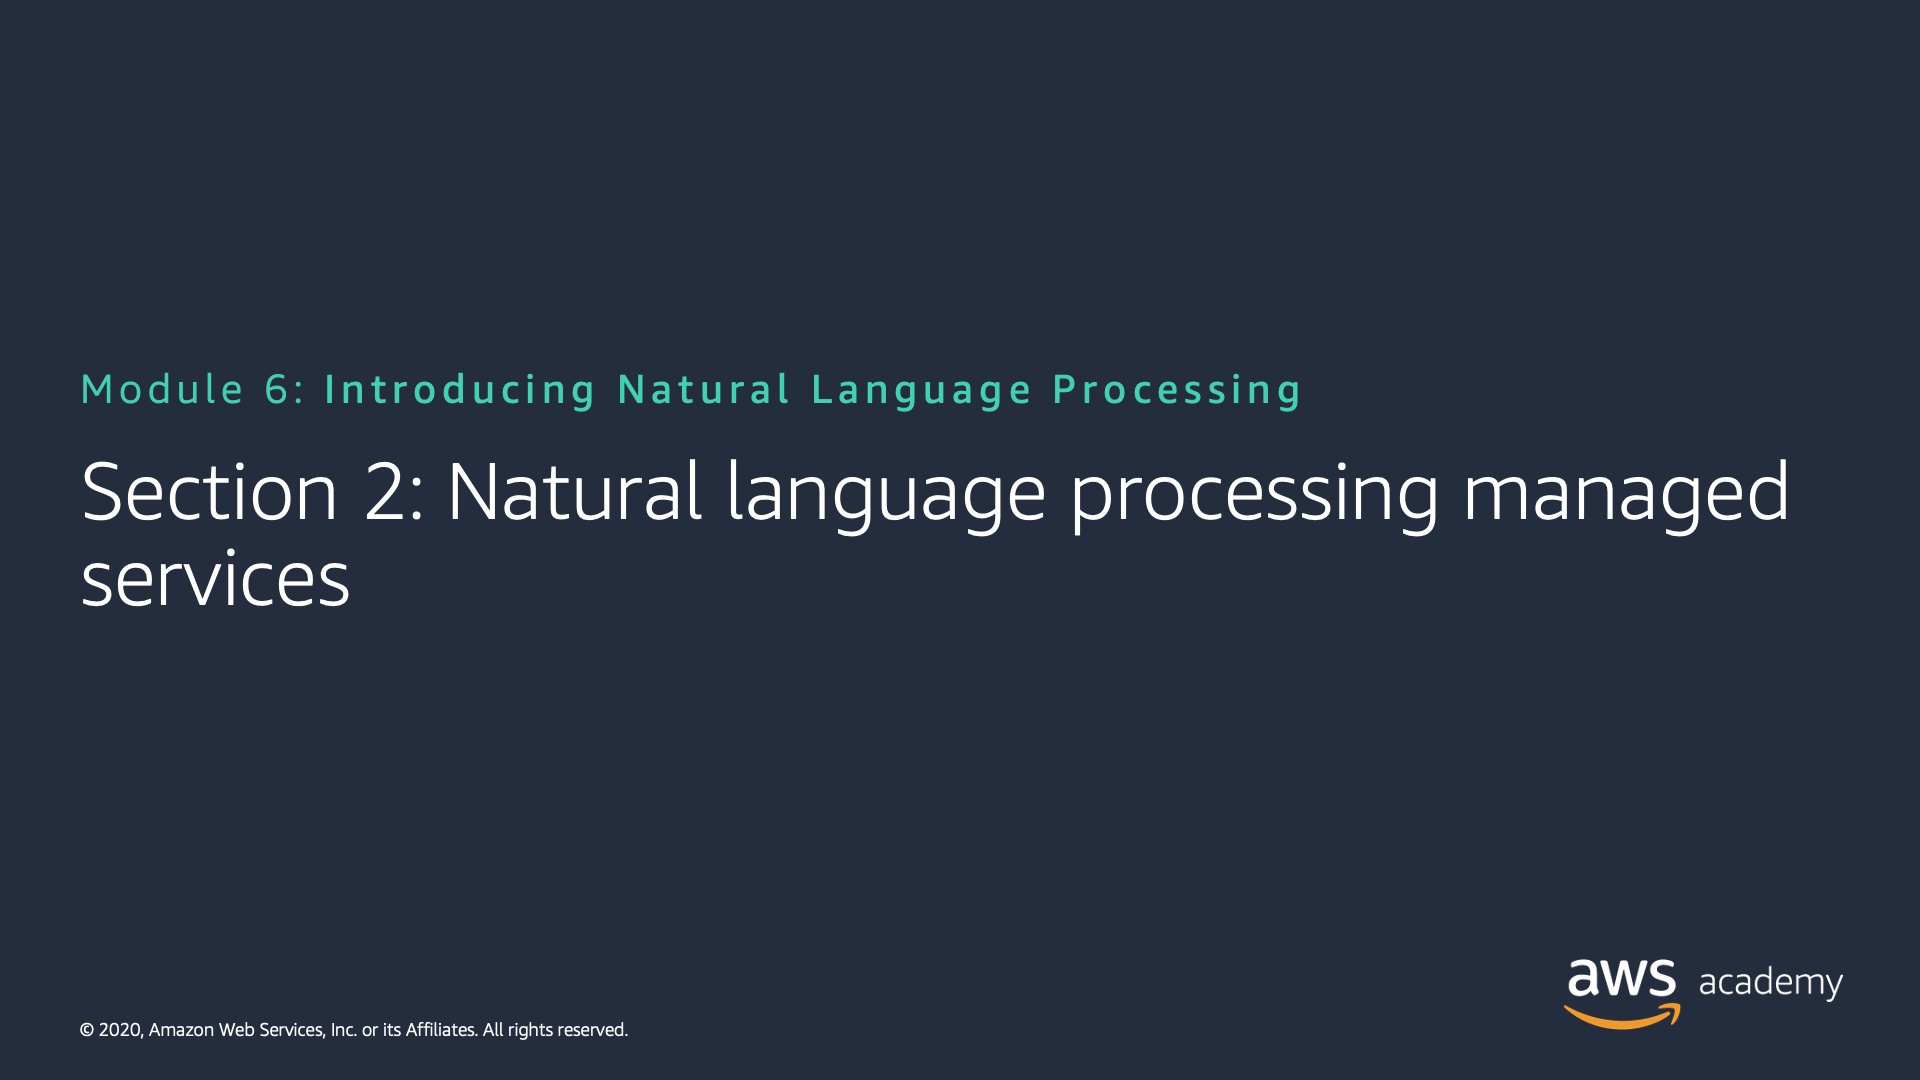 Module 6: Introducing Natural Language Processing
Section 2: Natural language processing managed
services
aws academy
© 2020, Amazon Web Services, Inc. or its Affiliates. All rights reserved.